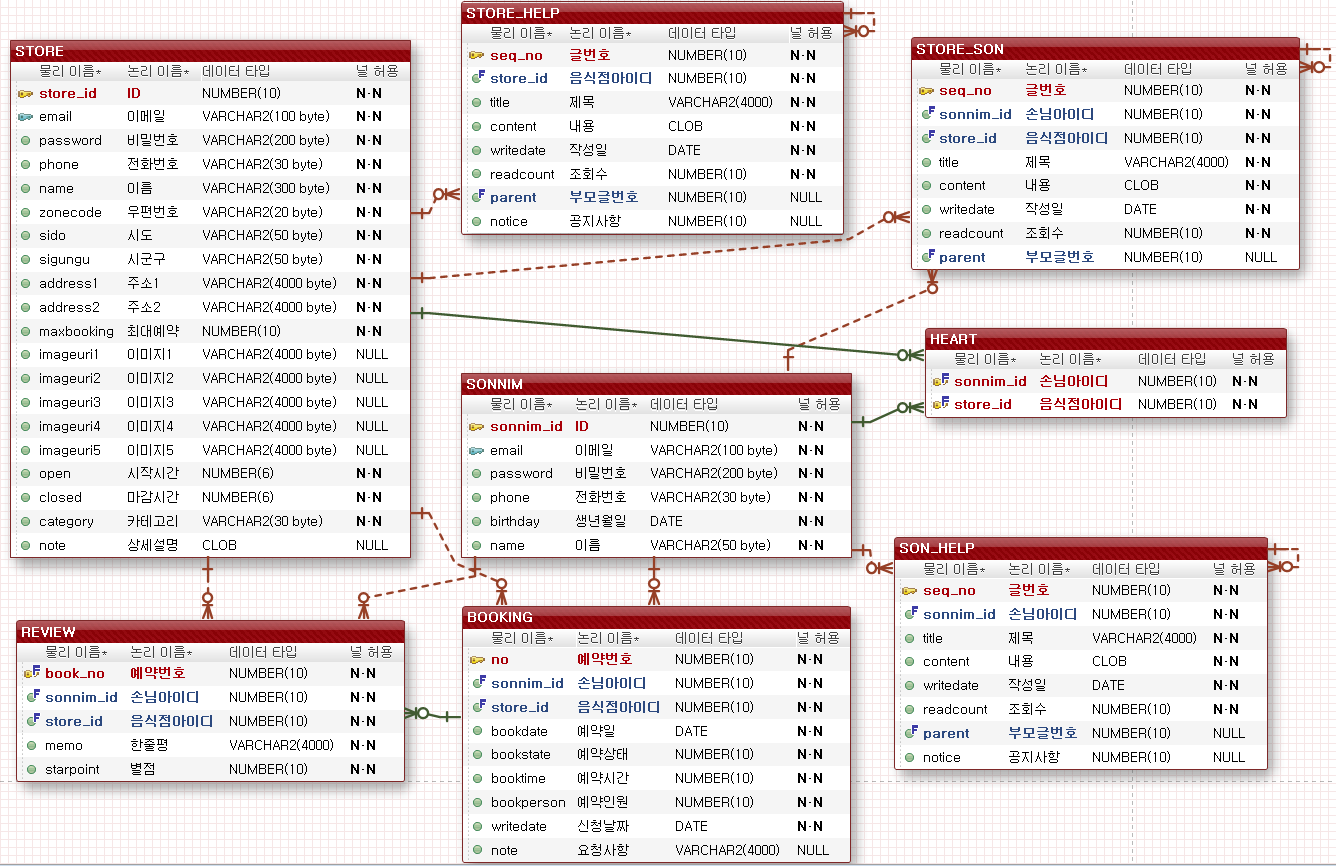 STORE
물리 이름* 논리 이름* 데이터 타입 널 허용
store_id ID NUMBER(10) N·N
email 이메일 VARCHAR2(100 byte) N·N
password 비밀번호 VARCHAR2(200 byte) N·N
phone 전화번호 VARCHAR2(30 byte) N·N
name 이름 VARCHAR2(300 byte) N·N
zonecode 우편번호 VARCHAR2(20 byte) N·N
sido 시도 VARCHAR2(50 byte) N·N
sigungu 시군구 VARCHAR2(50 byte) N·N
address1 주소1 VARCHAR2(4000 byte) N·N
address2 주소2 VARCHAR2(4000 byte) N·N
maxbooking 최대예약 NUMBER(10) N·N
imageuri1 이미지1 VARCHAR2(4000 byte) NULL
imageuri2 이미지2 VARCHAR2(4000 byte) NULL
imageuri3 이미지3 VARCHAR2(4000 byte) NULL
imageuri4 이미지4 VARCHAR2(4000 byte) NULL
imageuri5 이미지5 VARCHAR2(4000 byte) NULL
open 시작시간 NUMBER(6) N·N
closed 마감시간 NUMBER(6) N·N
category 카테고리 VARCHAR2(30 byte) N·N
note 상세설명 CLOB NULL
STORE_HELP
물리 이름* 논리 이름* 데이터 타입 널 허용
seq_no 글번호 NUMBER(10) N·N
store_id 음식점아이디 NUMBER(10) N·N
title 제목 VARCHAR2(4000) N·N
content 내용 CLOB N·N
writedate 작성일 DATE N·N
readcount 조회수 NUMBER(10) N·N
parent 부모글번호 NUMBER(10) NULL
notice 공지사항 NUMBER(10) NULL
STORE_SON
물리 이름* 논리 이름* 데이터 타입 널 허용
seq_no 글번호 NUMBER(10) N·N
sonnim_id 손님아이디 NUMBER(10) N·N
store_id 음식점아이디 NUMBER(10) N·N
title 제목 VARCHAR2(4000) N·N
content 내용 CLOB N·N
writedate 작성일 DATE N·N
readcount 조회수 NUMBER(10) N·N
parent 부모글번호 NUMBER(10) NULL
HEART
물리 이름* 논리 이름* 데이터 타입 널 허용
sonnim_id 손님아이디 NUMBER(10) N·N
store_id 음식점아이디 NUMBER(10) N·N
SONNIM
물리 이름* 논리 이름* 데이터 타입 널 허용
sonnim_id ID NUMBER(10) N·N
email 이메일 VARCHAR2(100 byte) N·N
password 비밀번호 VARCHAR2(200 byte) N·N
phone 전화번호 VARCHAR2(30 byte) N·N
birthday 생년월일 DATE N·N
name 이름 VARCHAR2(50 byte) N·N
SON_HELP
물리 이름* 논리 이름* 데이터 타입 널 허용
seq_no 글번호 NUMBER(10) N·N
sonnim_id 손님아이디 NUMBER(10) N·N
title 제목 VARCHAR2(4000) N·N
content 내용 CLOB N·N
writedate 작성일 DATE N·N
readcount 조회수 NUMBER(10) N·N
parent 부모글번호 NUMBER(10) NULL
notice 공지사항 NUMBER(10) NULL
REVIEW
물리 이름* 논리 이름* 데이터 타입 널 허용
book_no 예약번호 NUMBER(10) N·N
sonnim_id 손님아이디 NUMBER(10) N·N
store_id 음식점아이디 NUMBER(10) N·N
memo 한줄평 VARCHAR2(4000) N·N
starpoint 별점 NUMBER(10) N·N
BOOKING
물리 이름* 논리 이름* 데이터 타입 널 허용
no 예약번호 NUMBER(10) N·N
sonnim_id 손님아이디 NUMBER(10) N·N
store_id 음식점아이디 NUMBER(10) N·N
bookdate 예약일 DATE N·N
bookstate 예약상태 NUMBER(10) N·N
booktime 예약시간 NUMBER(10) N·N
bookperson 예약인원 NUMBER(10) N·N
writedate 신청날짜 DATE N·N
note 요청사항 VARCHAR2(4000) NULL